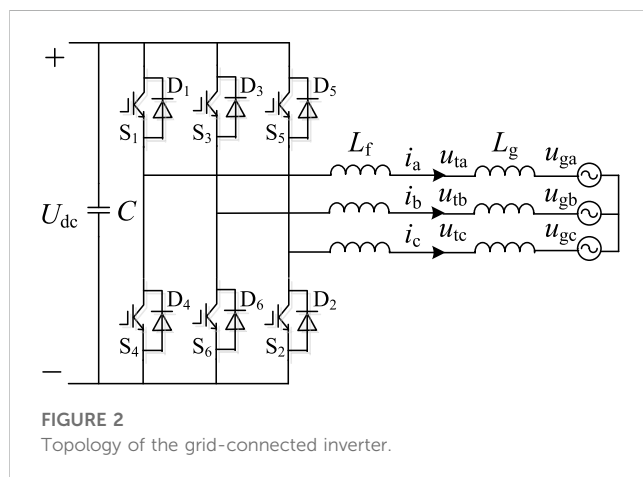 +
D1 D3 D5
S1 S3 S5
Lf ia uta Lg uga
Udc C ib utb ugb
ic utc ugc
D4 D6 D2
S4 S6 S2
−
FIGURE 2
Topology of the grid-connected inverter.